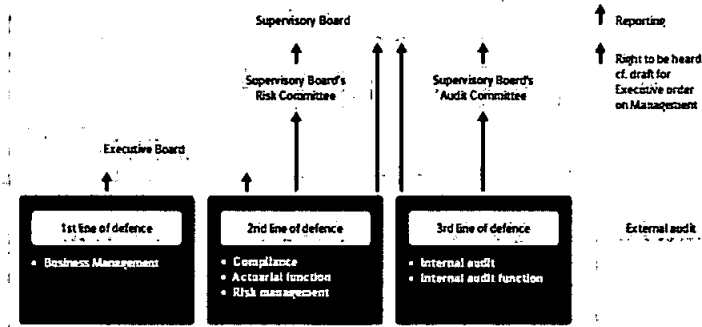 Supervisory Board
Reporting
Supervisory Board's
Risk Committee
Supervisory Board's
Audit Committee
Right to be heard
cf. draft for
Executive order
on Management
Executive Board
1st line of defence
2nd line of defence
3rd line of defence
External audit
• Business Management
• Compliance
• Actuarial function
• Risk management
• Internal audit
• Internal audit function